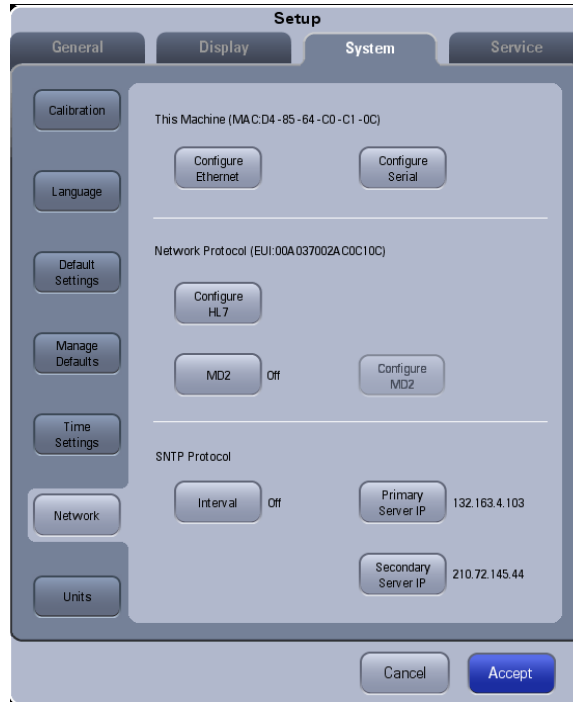 Setup
General Display System Service
Calibration
Language
Default
Settings
Manage
Defaults
Time
Settings
Network
Units
This Machine (MAC:D4-85-64-C0-C1-0C)
Configure
Ethernet
Configure
Serial
Network Protocol (EUI:00A037002AC0C10C)
Configure
HL7
MD2 Off
Configure
MD2
SNTP Protocol
Interval Off
Primary
Server IP 132.163.4.103
Secondary
Server IP 210.72.145.44
Cancel Accept